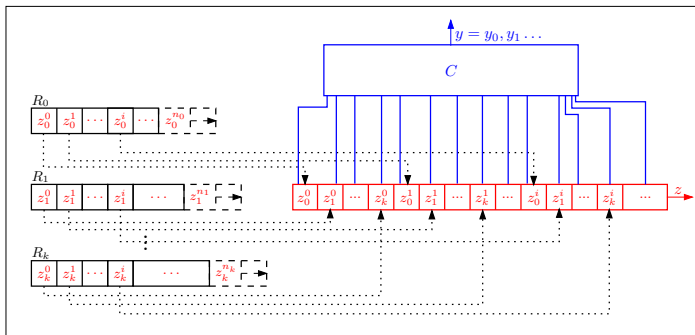 y = y₀, y₁ …
C
R₀
z₀⁰ z₀¹ ··· z₀ⁱ ··· z₀ⁿ⁰
R₁
z₁⁰ z₁¹ ··· z₁ⁱ ··· z₁ⁿ¹
z₀⁰ z₁⁰ ··· zₖ⁰ z₀¹ z₁¹ ··· zₖ¹ ··· z₀ⁱ z₁ⁱ ··· zₖⁱ ··· z
⋮
Rₖ
zₖ⁰ zₖ¹ ··· zₖⁱ ··· zₖⁿᵏ